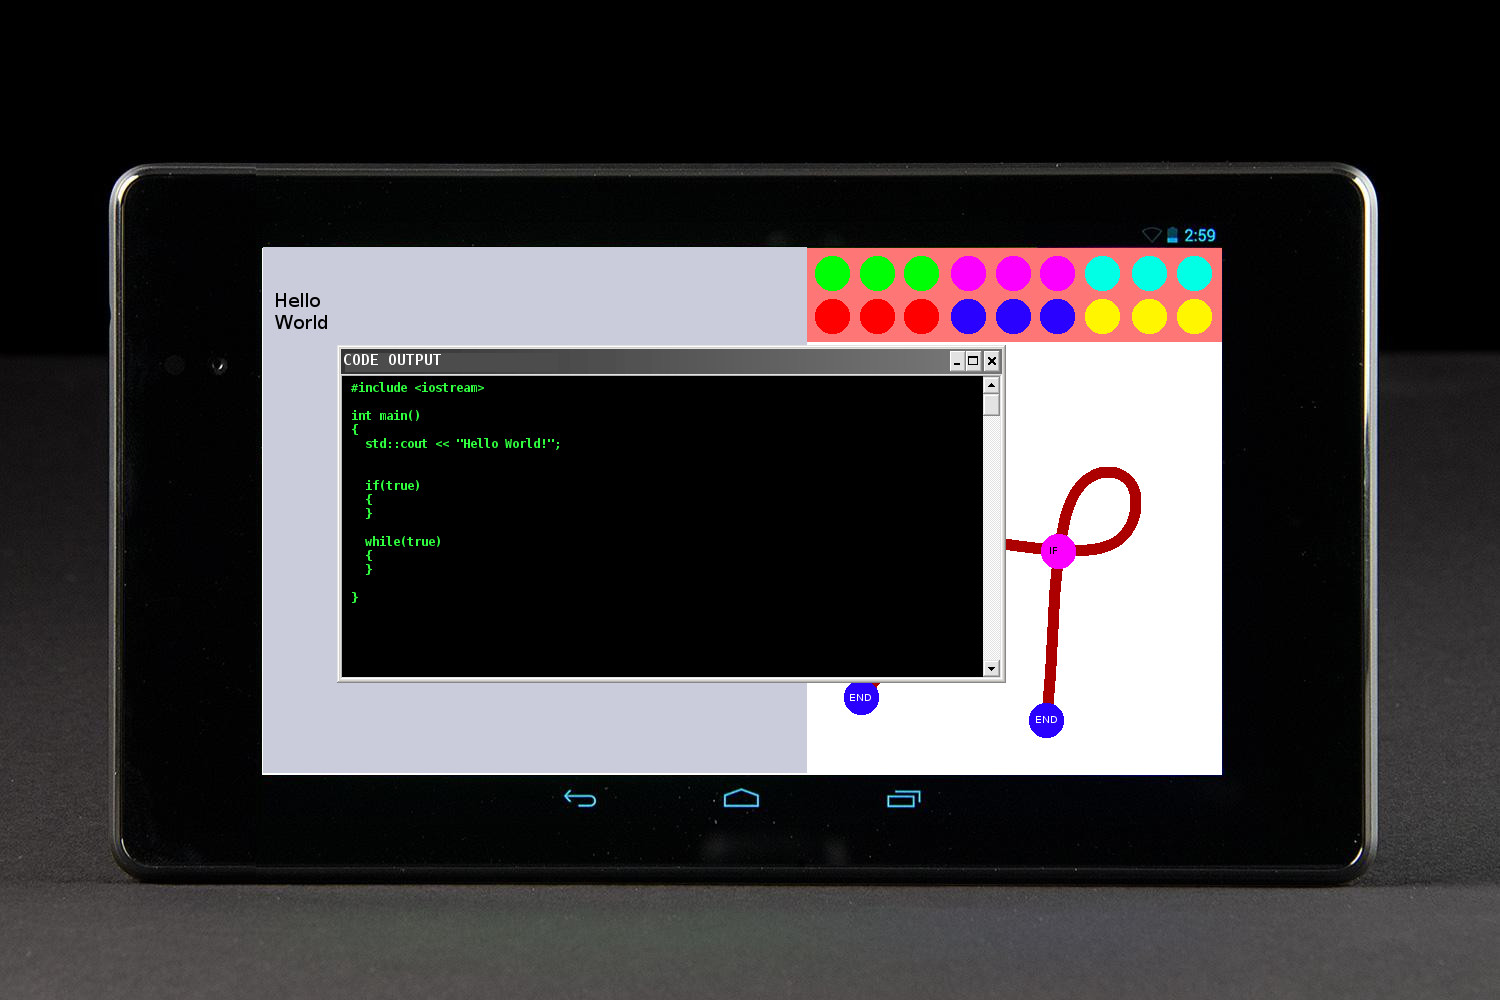 2:59
Hello
World
CODE OUTPUT
#include <iostream>
int main()
{
std::cout << "Hello World!";
if(true)
{
}
while(true)
{
}
}
IF
END
END